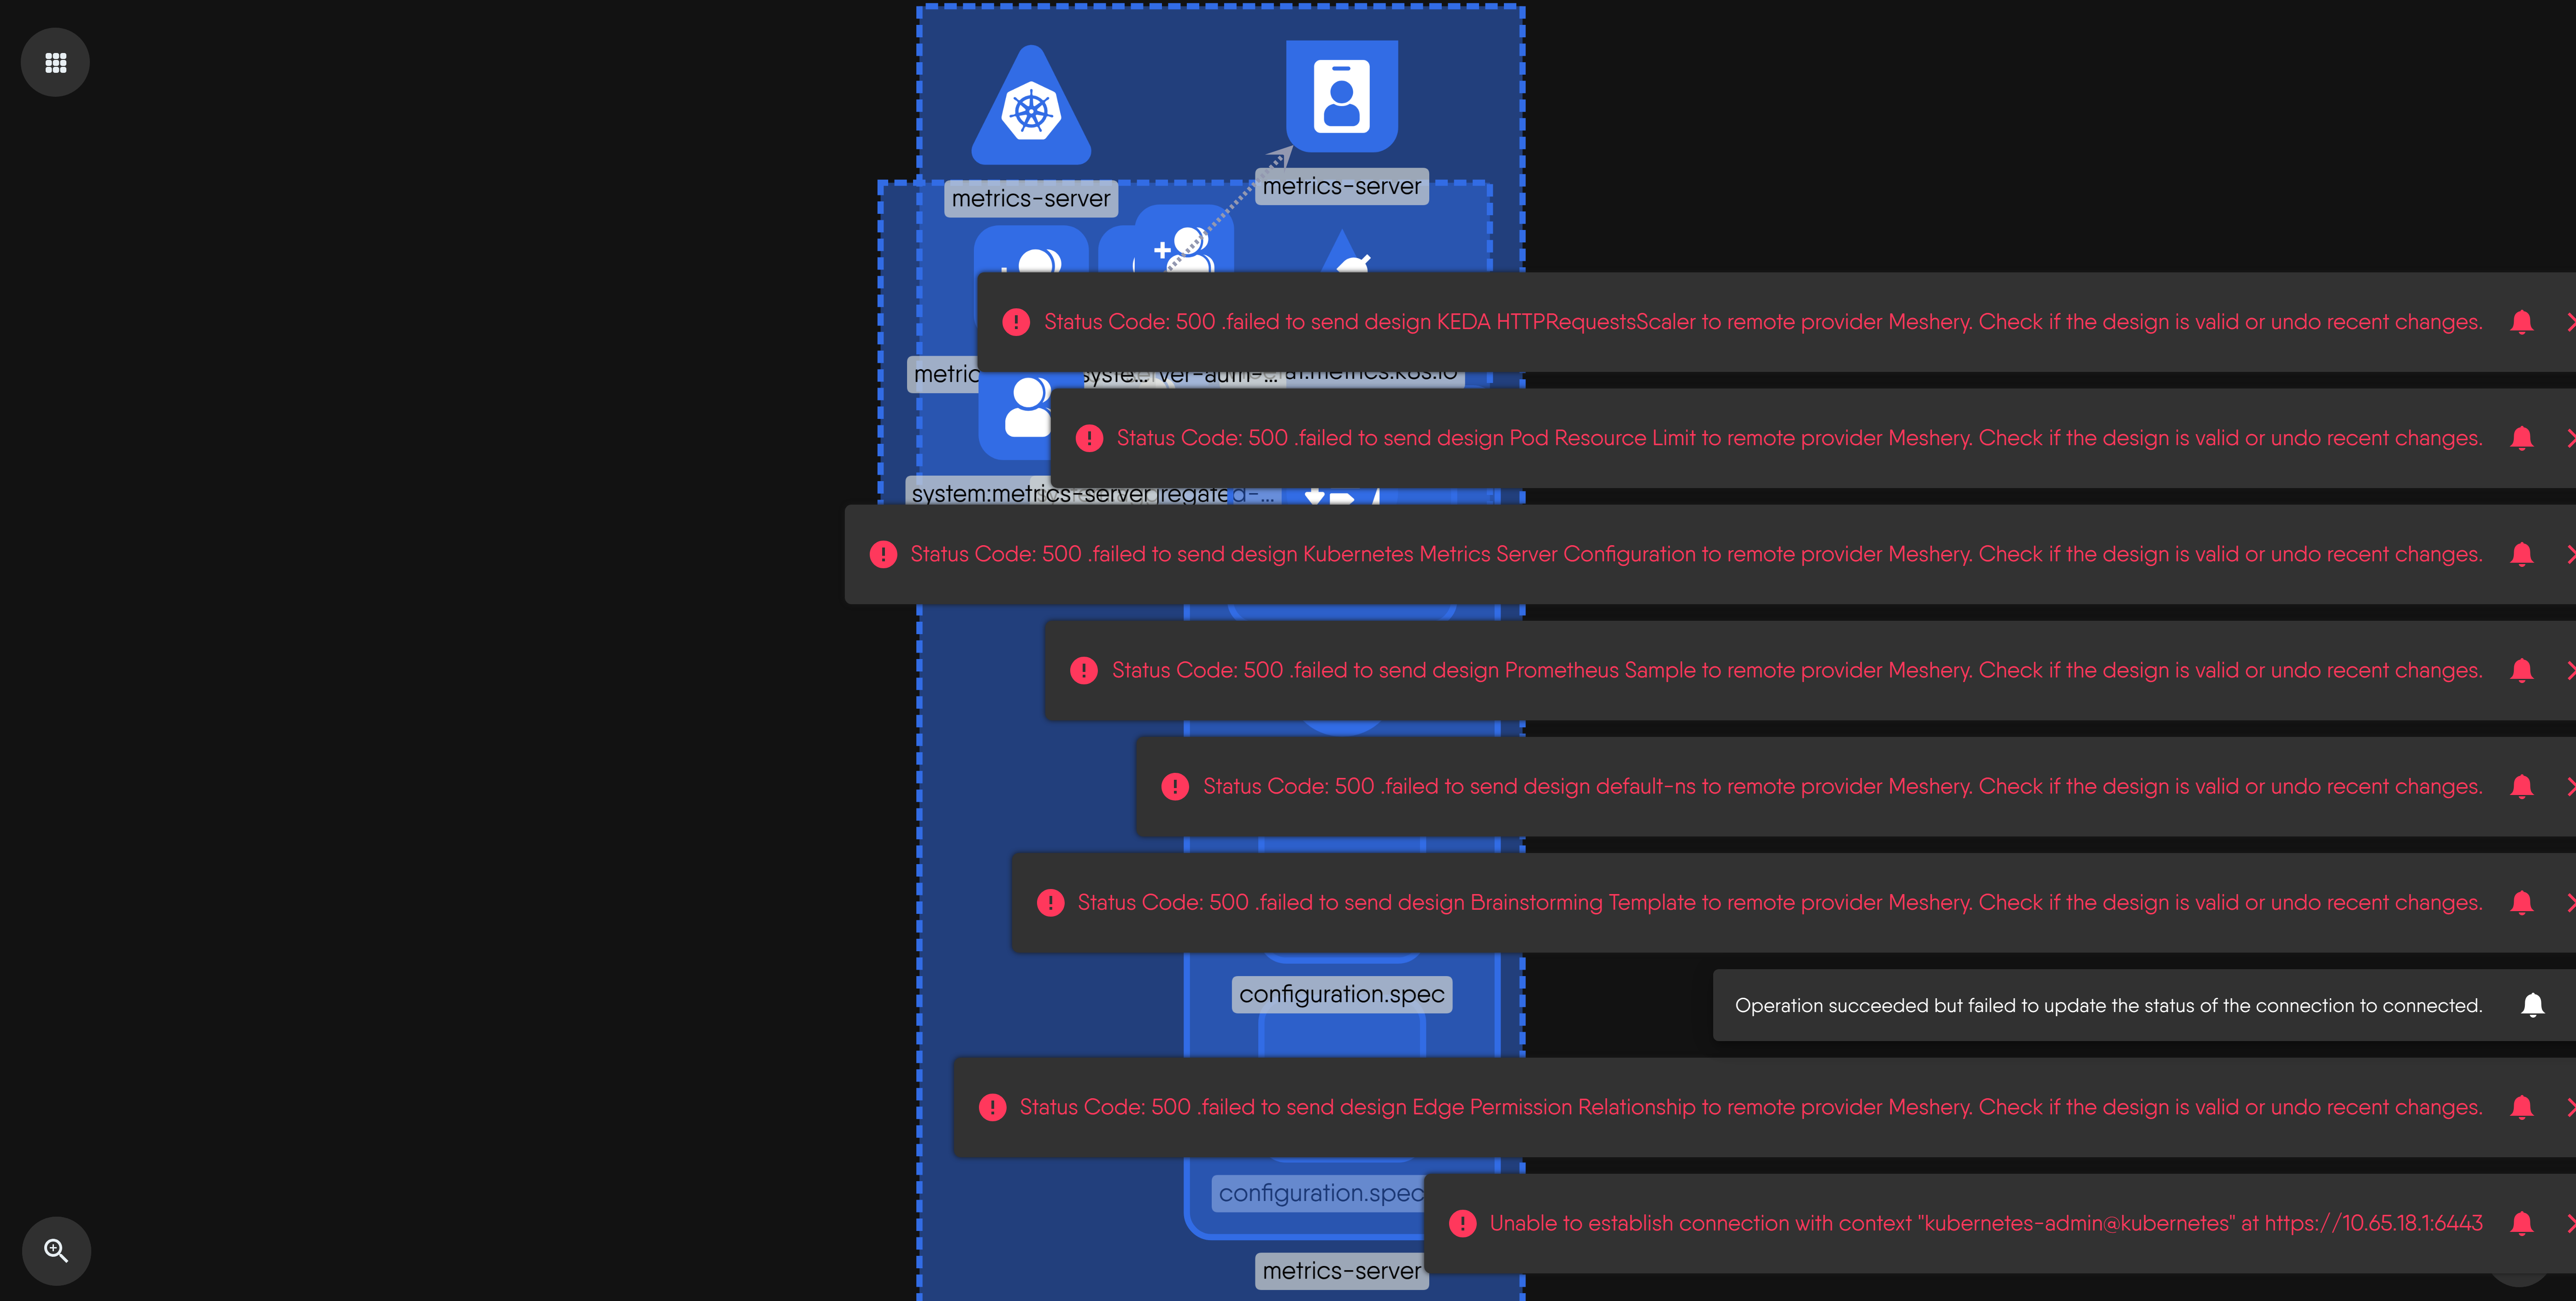 metrics-server
metrics-server
Status Code: 500 .failed to send design KEDA HTTPRequestsScaler to remote provider Meshery. Check if the design is valid or undo recent changes.
metric
syste...
rver-auth-...
metrics.k8s.io
Status Code: 500 .failed to send design Pod Resource Limit to remote provider Meshery. Check if the design is valid or undo recent changes.
system:metrics-server regated-...
Status Code: 500 .failed to send design Kubernetes Metrics Server Configuration to remote provider Meshery. Check if the design is valid or undo recent changes.
Status Code: 500 .failed to send design Prometheus Sample to remote provider Meshery. Check if the design is valid or undo recent changes.
Status Code: 500 .failed to send design default-ns to remote provider Meshery. Check if the design is valid or undo recent changes.
Status Code: 500 .failed to send design Brainstorming Template to remote provider Meshery. Check if the design is valid or undo recent changes.
configuration.spec
Operation succeeded but failed to update the status of the connection to connected.
Status Code: 500 .failed to send design Edge Permission Relationship to remote provider Meshery. Check if the design is valid or undo recent changes.
configuration.spec
Unable to establish connection with context "kubernetes-admin@kubernetes" at https://10.65.18.1:6443
metrics-server